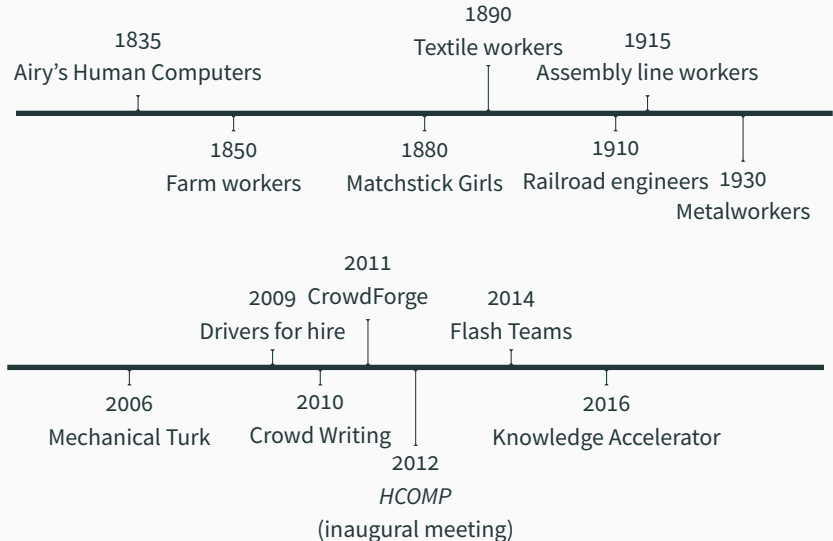 1835
Airy's Human Computers
1850
Farm workers
1880
Matchstick Girls
1890
Textile workers
1910
Railroad engineers
1915
Assembly line workers
1930
Metalworkers
2006
Mechanical Turk
2009
Drivers for hire
2010
Crowd Writing
2011
CrowdForge
2012
HCOMP
(inaugural meeting)
2014
Flash Teams
2016
Knowledge Accelerator